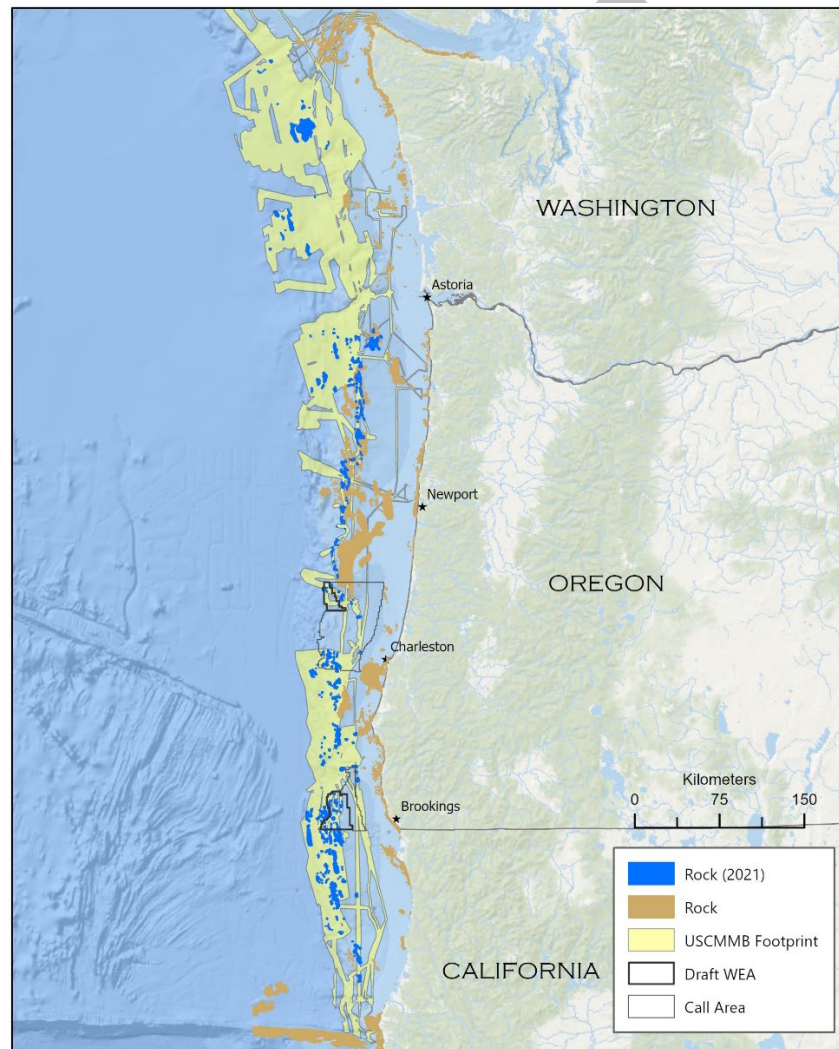 WASHINGTON
Astoria
Newport
OREGON
Charleston
Kilometers
0 75 150
Brookings
Rock (2021)
Rock
USCMMB Footprint
Draft WEA
Call Area
CALIFORNIA